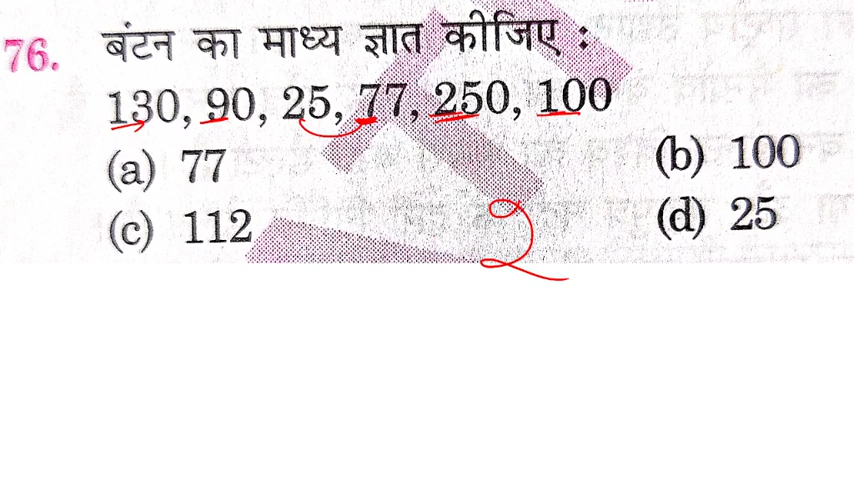 76. बंटन का माध्य ज्ञात कीजिए :
130, 90, 25, 77, 250, 100
(a) 77 (b) 100
(c) 112 (d) 25